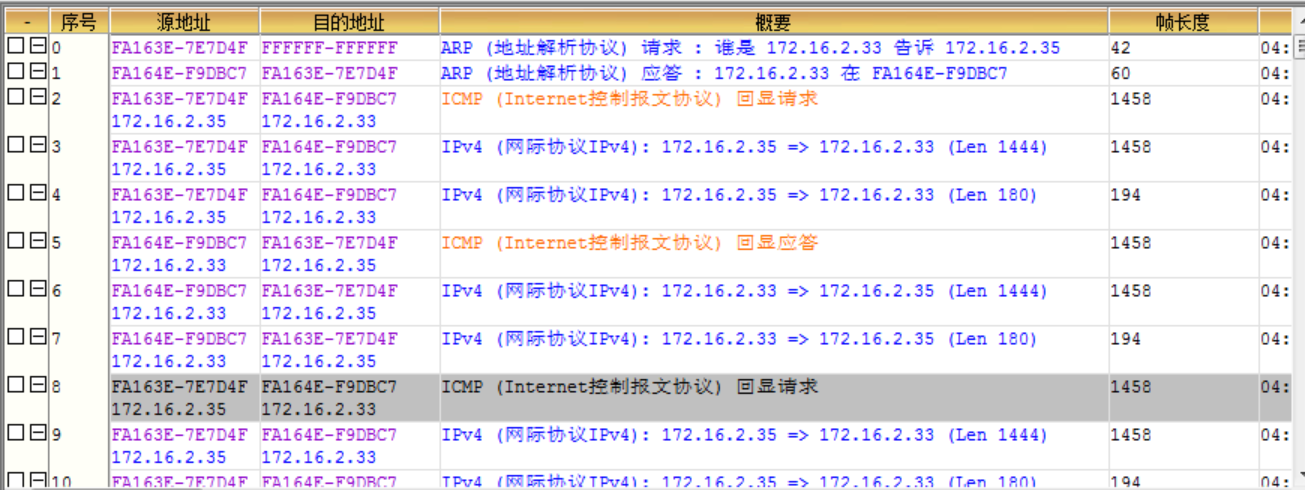 - 序号 源地址 目的地址 概要 帧长度
0 FA163E-7E7D4F FFFFFF-FFFFFF ARP (地址解析协议) 请求 : 谁是 172.16.2.33 告诉 172.16.2.35 42 04:
1 FA164E-F9DBC7 FA163E-7E7D4F ARP (地址解析协议) 应答 : 172.16.2.33 在 FA164E-F9DBC7 60 04:
2 FA163E-7E7D4F FA164E-F9DBC7 ICMP (Internet控制报文协议) 回显请求 1458 04:
172.16.2.35 172.16.2.33
3 FA163E-7E7D4F FA164E-F9DBC7 IPv4 (网际协议IPv4): 172.16.2.35 => 172.16.2.33 (Len 1444) 1458 04:
172.16.2.35 172.16.2.33
4 FA163E-7E7D4F FA164E-F9DBC7 IPv4 (网际协议IPv4): 172.16.2.35 => 172.16.2.33 (Len 180) 194 04:
172.16.2.35 172.16.2.33
5 FA164E-F9DBC7 FA163E-7E7D4F ICMP (Internet控制报文协议) 回显应答 1458 04:
172.16.2.33 172.16.2.35
6 FA164E-F9DBC7 FA163E-7E7D4F IPv4 (网际协议IPv4): 172.16.2.33 => 172.16.2.35 (Len 1444) 1458 04:
172.16.2.33 172.16.2.35
7 FA164E-F9DBC7 FA163E-7E7D4F IPv4 (网际协议IPv4): 172.16.2.33 => 172.16.2.35 (Len 180) 194 04:
172.16.2.33 172.16.2.35
8 FA163E-7E7D4F FA164E-F9DBC7 ICMP (Internet控制报文协议) 回显请求 1458 04:
172.16.2.35 172.16.2.33
9 FA163E-7E7D4F FA164E-F9DBC7 IPv4 (网际协议IPv4): 172.16.2.35 => 172.16.2.33 (Len 1444) 1458 04:
172.16.2.35 172.16.2.33
10 FA163E-7E7D4F FA164E-F9DBC7 IPv4 (网际协议IPv4): 172.16.2.35 => 172.16.2.33 (Len 180) 194 04: